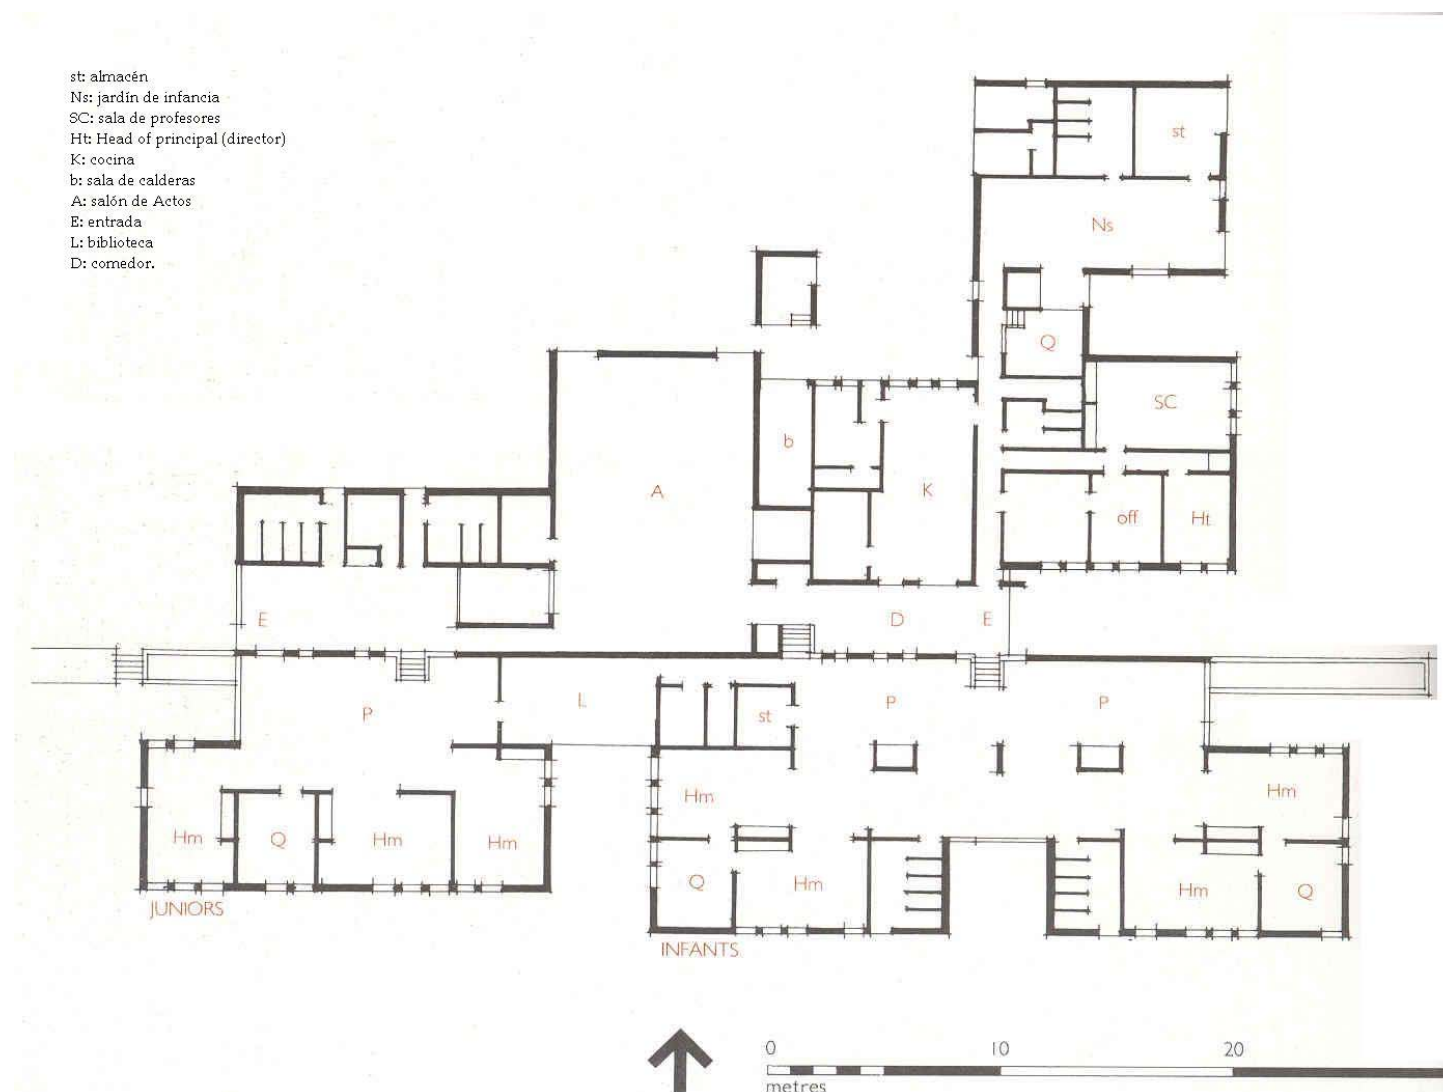 st: almacén
Ns: jardín de infancia
SC: sala de profesores
Ht: Head of principal (director)
K: cocina
b: sala de calderas
A: salón de Actos
E: entrada
L: biblioteca
D: comedor.
st
Ns
Q
SC
b
A
K
off
Ht
E
D
E
P
L
st
P
P
Hm
Hm
Hm
Q
Hm
Hm
Q
Hm
Hm
Q
JUNIORS
INFANTS
0
10
20
metres